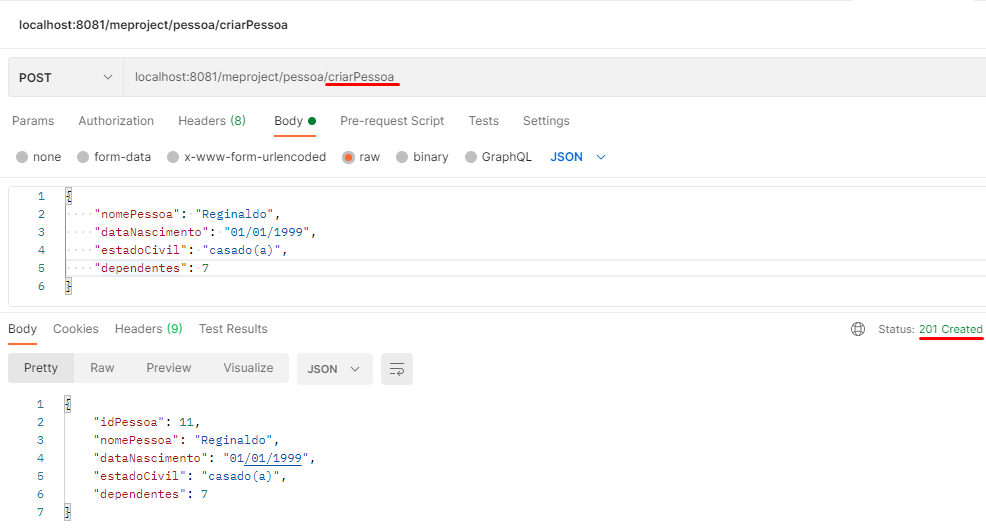 localhost:8081/meproject/pessoa/criarPessoa
POST localhost:8081/meproject/pessoa/criarPessoa
Params Authorization Headers (8) Body Pre-request Script Tests Settings
none form-data x-www-form-urlencoded raw binary GraphQL JSON
1 {
2 "nomePessoa": "Reginaldo",
3 "dataNascimento": "01/01/1999",
4 "estadoCivil": "casado(a)",
5 "dependentes": 7
6 }
Body Cookies Headers (9) Test Results Status: 201 Created
Pretty Raw Preview Visualize JSON
1 {
2 "idPessoa": 11,
3 "nomePessoa": "Reginaldo",
4 "dataNascimento": "01/01/1999",
5 "estadoCivil": "casado(a)",
6 "dependentes": 7
7 }